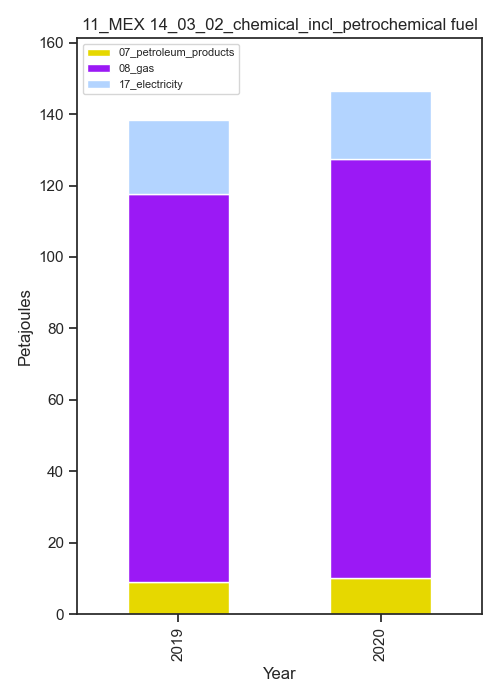 11_MEX 14_03_02_chemical_incl_petrochemical fuel
07_petroleum_products
08_gas
17_electricity
160
140
120
100
80
60
40
20
0
Petajoules
2019
2020
Year